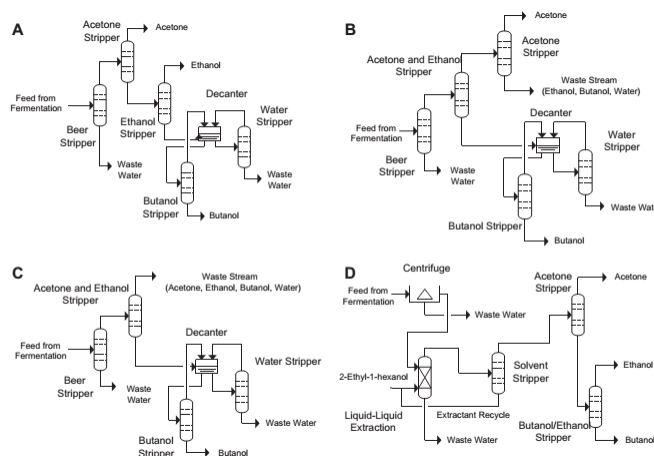 A
Acetone
Stripper
Acetone
Ethanol
Feed from
Fermentation
Beer
Stripper
Ethanol
Stripper
Decanter
Water
Stripper
Waste
Water
Waste
Water
Butanol
Stripper
Butanol
B
Acetone
Acetone
Stripper
Acetone and Ethanol
Stripper
Waste Stream
(Ethanol, Butanol, Water)
Feed from
Fermentation
Decanter
Water
Stripper
Beer
Stripper
Waste
Water
Waste Wat
Butanol Stripper
Butanol
C
Waste Stream
(Acetone, Ethanol, Butanol, Water)
Acetone and Ethanol
Stripper
Feed from
Fermentation
Decanter
Water Stripper
Beer
Stripper
Waste
Water
Waste
Water
Butanol
Stripper
Butanol
D
Centrifuge
Feed from
Fermentation
Waste Water
Acetone
Stripper
Acetone
2-Ethyl-1-hexanol
Solvent
Stripper
Liquid-Liquid
Extraction
Extractant Recycle
Waste Water
Ethanol
Butanol/Ethanol
Stripper
Butanol